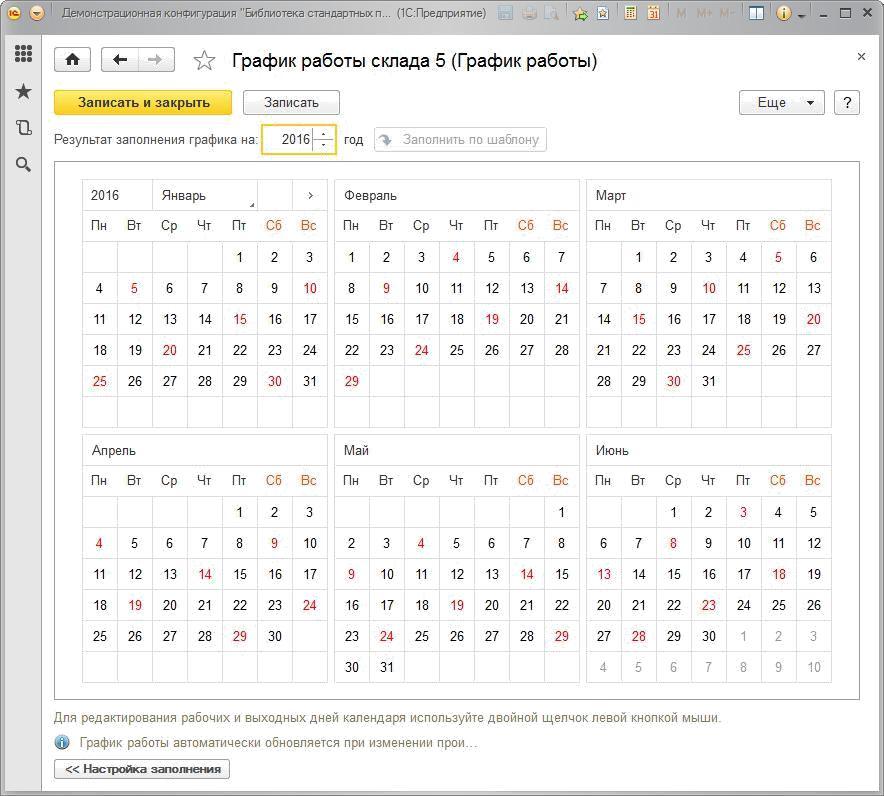 Демонстрационная конфигурация "Библиотека стандартных п... (1С:Предприятие) M M+ M-
График работы склада 5 (График работы)
Записать и закрыть Записать Еще ?
Результат заполнения графика на: 2016 год Заполнить по шаблону
2016 Январь > Февраль Март
Пн Вт Ср Чт Пт Сб Вс Пн Вт Ср Чт Пт Сб Вс Пн Вт Ср Чт Пт Сб Вс
1 2 3 1 2 3 4 5 6 7 1 2 3 4 5 6
4 5 6 7 8 9 10 8 9 10 11 12 13 14 7 8 9 10 11 12 13
11 12 13 14 15 16 17 15 16 17 18 19 20 21 14 15 16 17 18 19 20
18 19 20 21 22 23 24 22 23 24 25 26 27 28 21 22 23 24 25 26 27
25 26 27 28 29 30 31 29 28 29 30 31
Апрель Май Июнь
Пн Вт Ср Чт Пт Сб Вс Пн Вт Ср Чт Пт Сб Вс Пн Вт Ср Чт Пт Сб Вс
1 2 3 1 1 2 3 4 5
4 5 6 7 8 9 10 2 3 4 5 6 7 8 6 7 8 9 10 11 12
11 12 13 14 15 16 17 9 10 11 12 13 14 15 13 14 15 16 17 18 19
18 19 20 21 22 23 24 16 17 18 19 20 21 22 20 21 22 23 24 25 26
25 26 27 28 29 30 23 24 25 26 27 28 29 27 28 29 30 1 2 3
30 31 4 5 6 7 8 9 10
Для редактирования рабочих и выходных дней календаря используйте двойной щелчок левой кнопкой мыши.
График работы автоматически обновляется при изменении прои...
<< Настройка заполнения